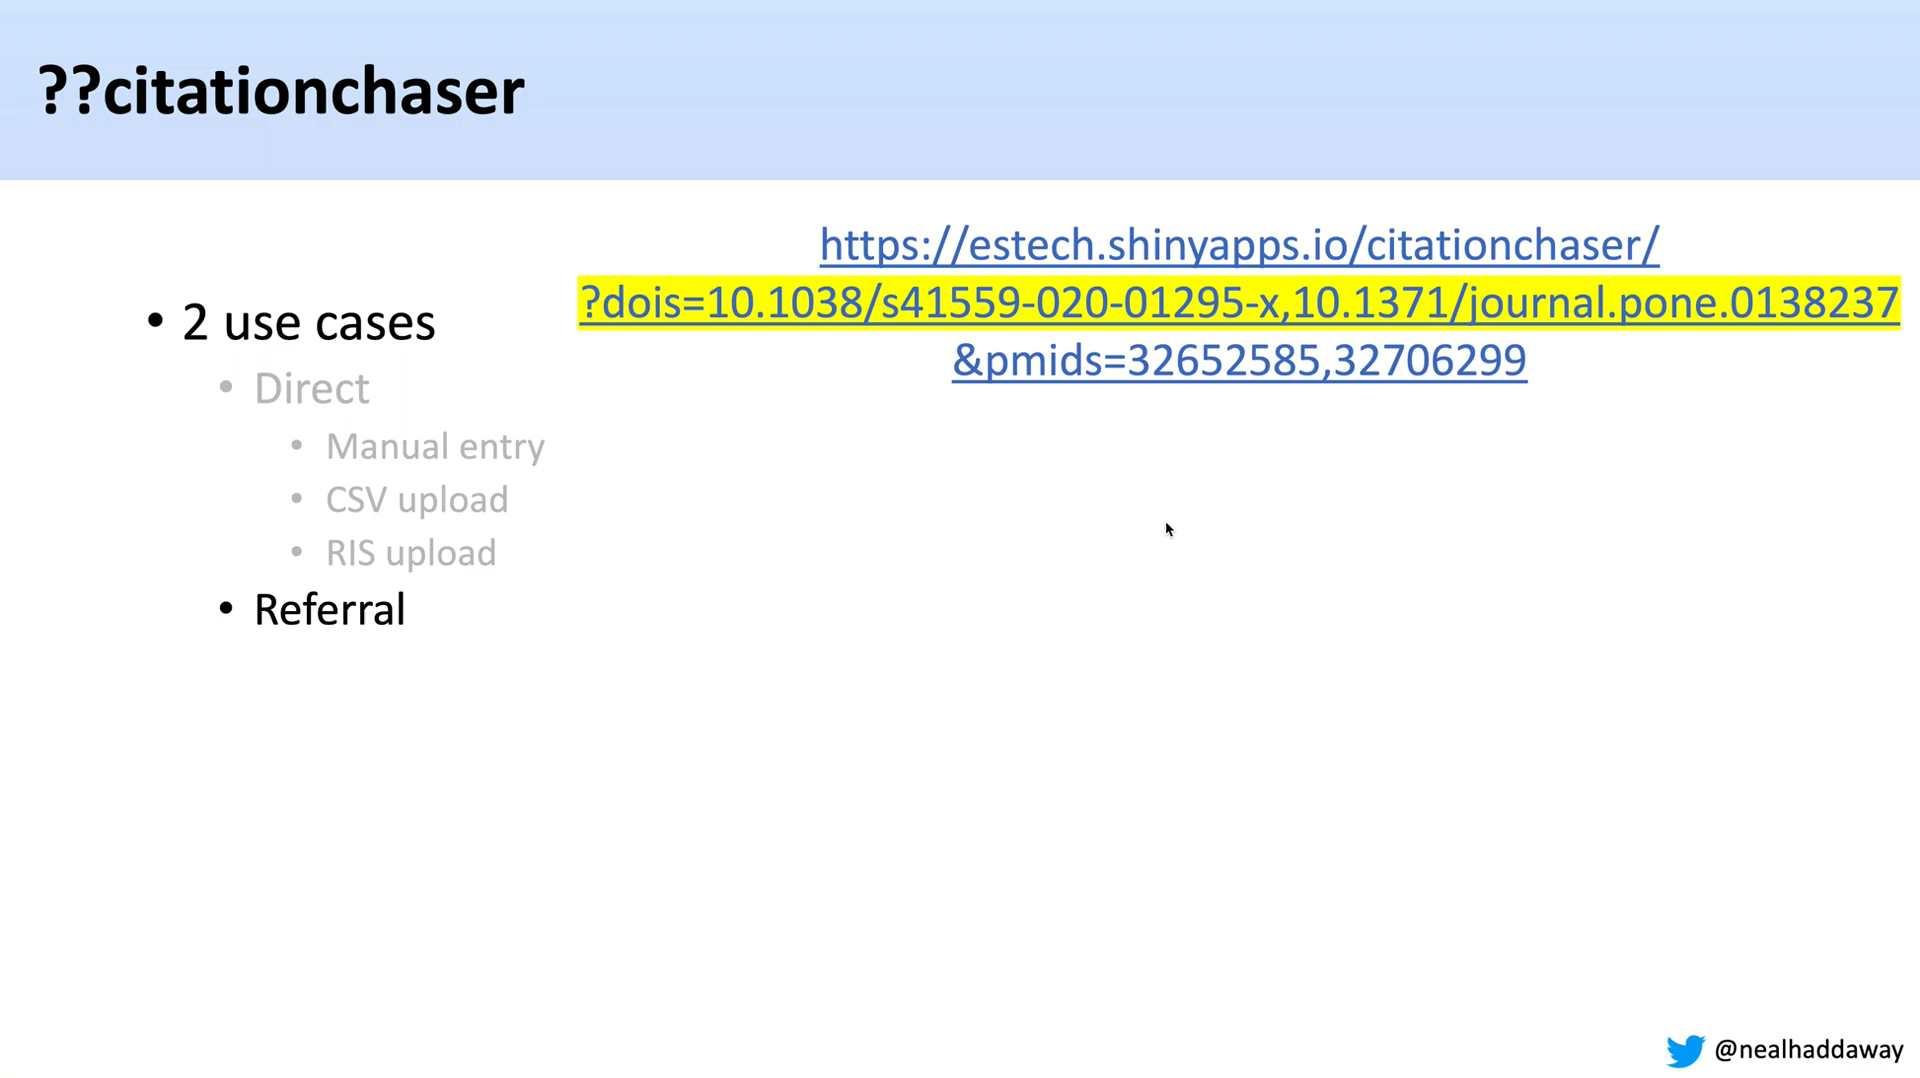 ??citationchaser
https://estech.shinyapps.io/citationchaser/
?dois=10.1038/s41559-020-01295-x,10.1371/journal.pone.0138237
&pmids=32652585,32706299
• 2 use cases
• Direct
• Manual entry
• CSV upload
• RIS upload
• Referral
@nealhaddaway